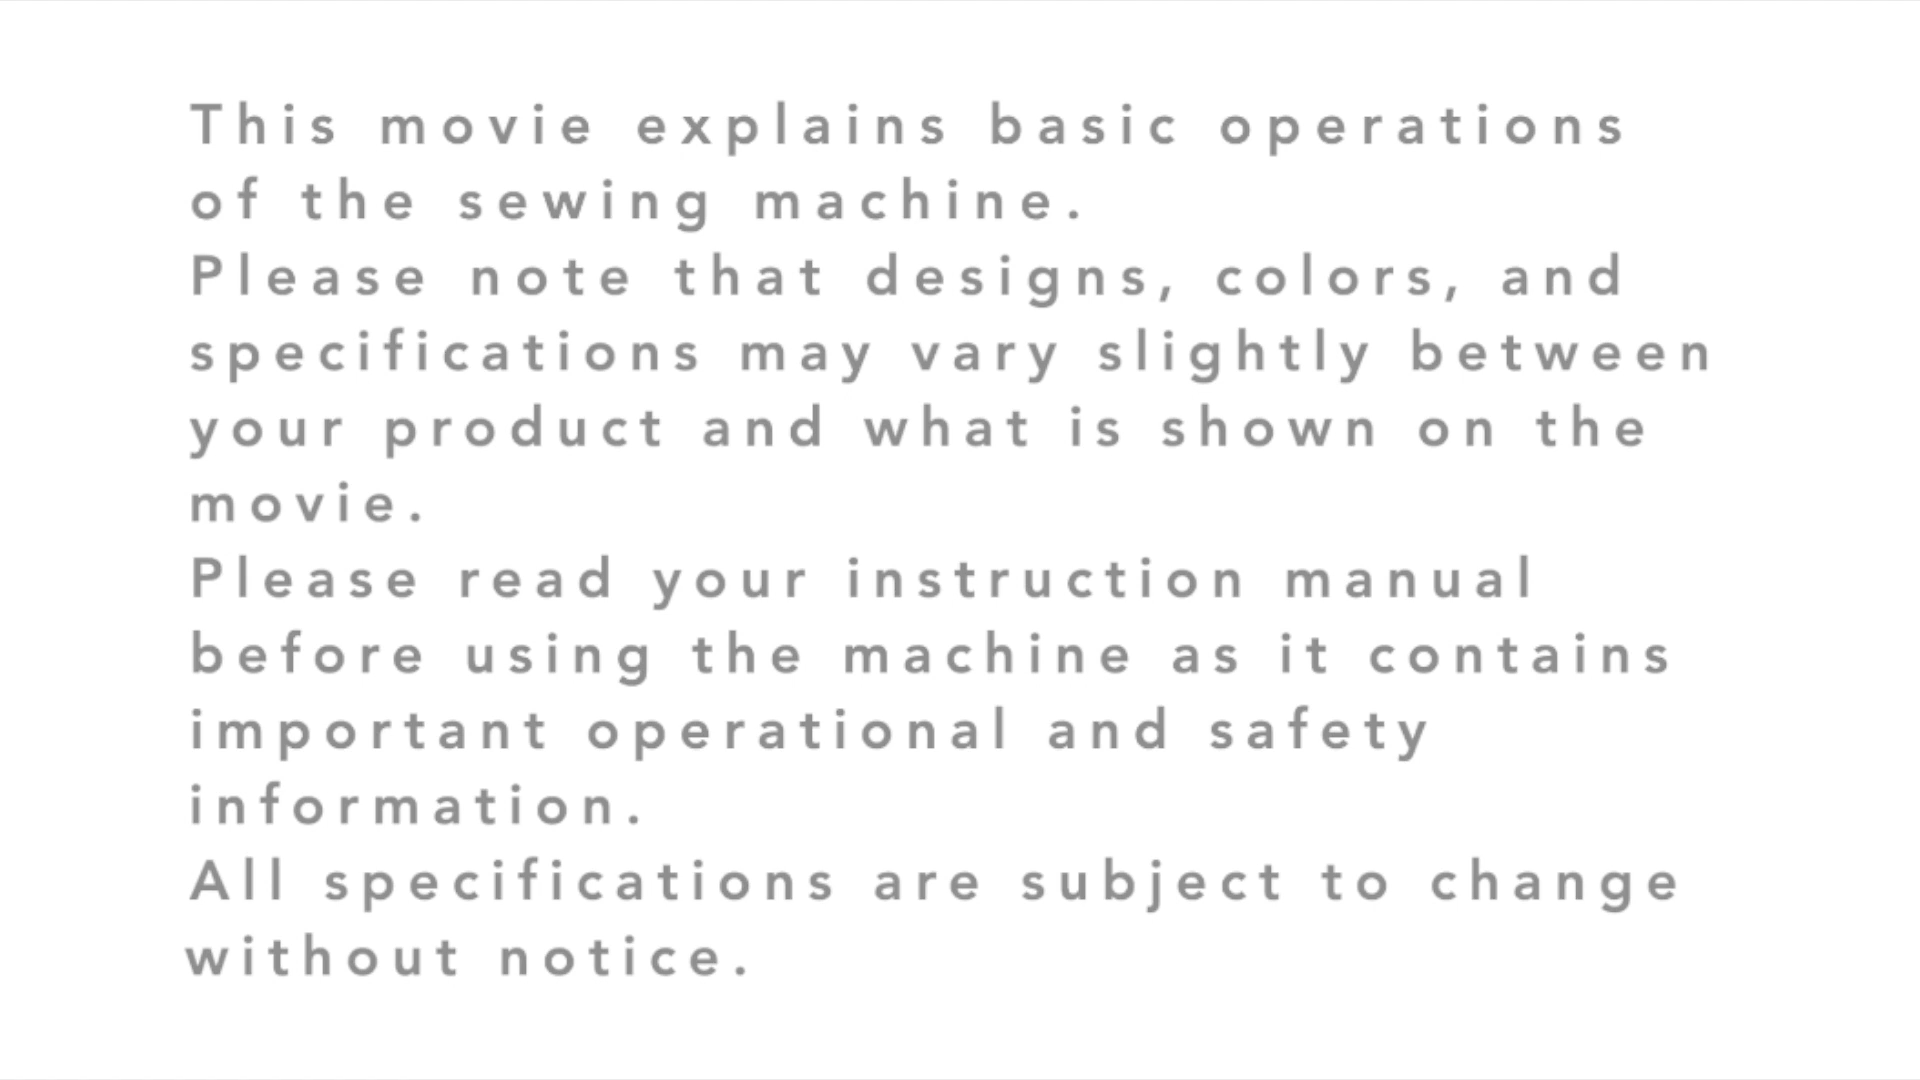 This movie explains basic operations
of the sewing machine.
Please note that designs, colors, and
specifications may vary slightly between
your product and what is shown on the
movie.
Please read your instruction manual
before using the machine as it contains
important operational and safety
information.
All specifications are subject to change
without notice.